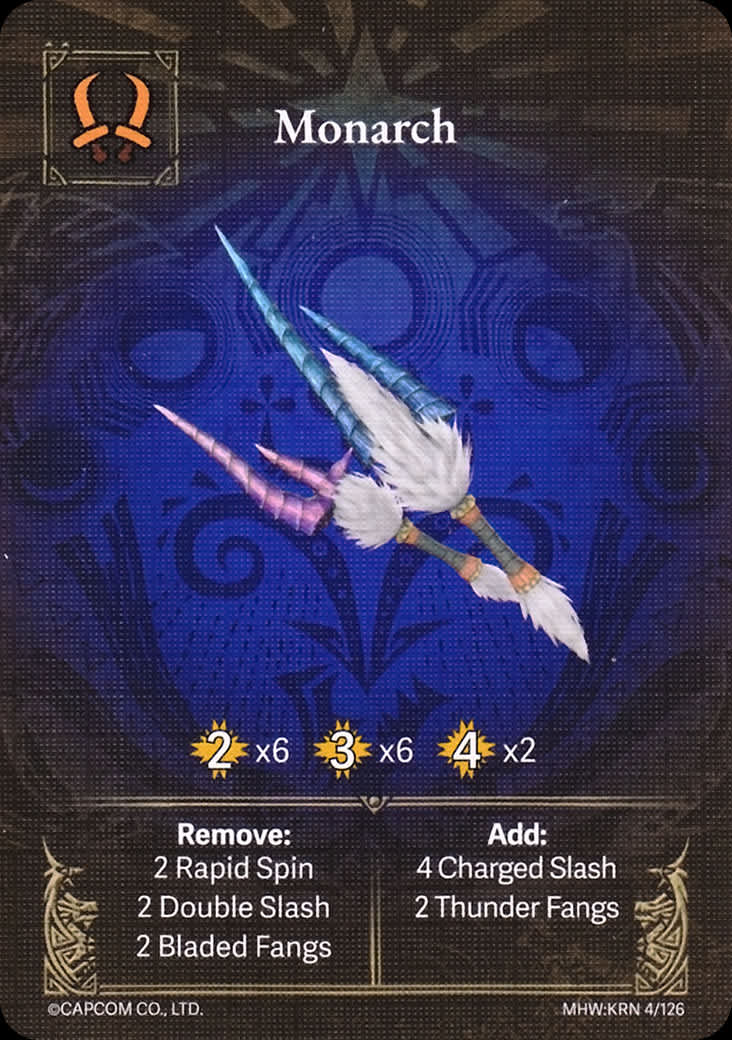 Monarch
2 x6 3 x6 4 x2
Remove:
2 Rapid Spin
2 Double Slash
2 Bladed Fangs
Add:
4 Charged Slash
2 Thunder Fangs
©CAPCOM CO., LTD.
MHW:KRN 4/126